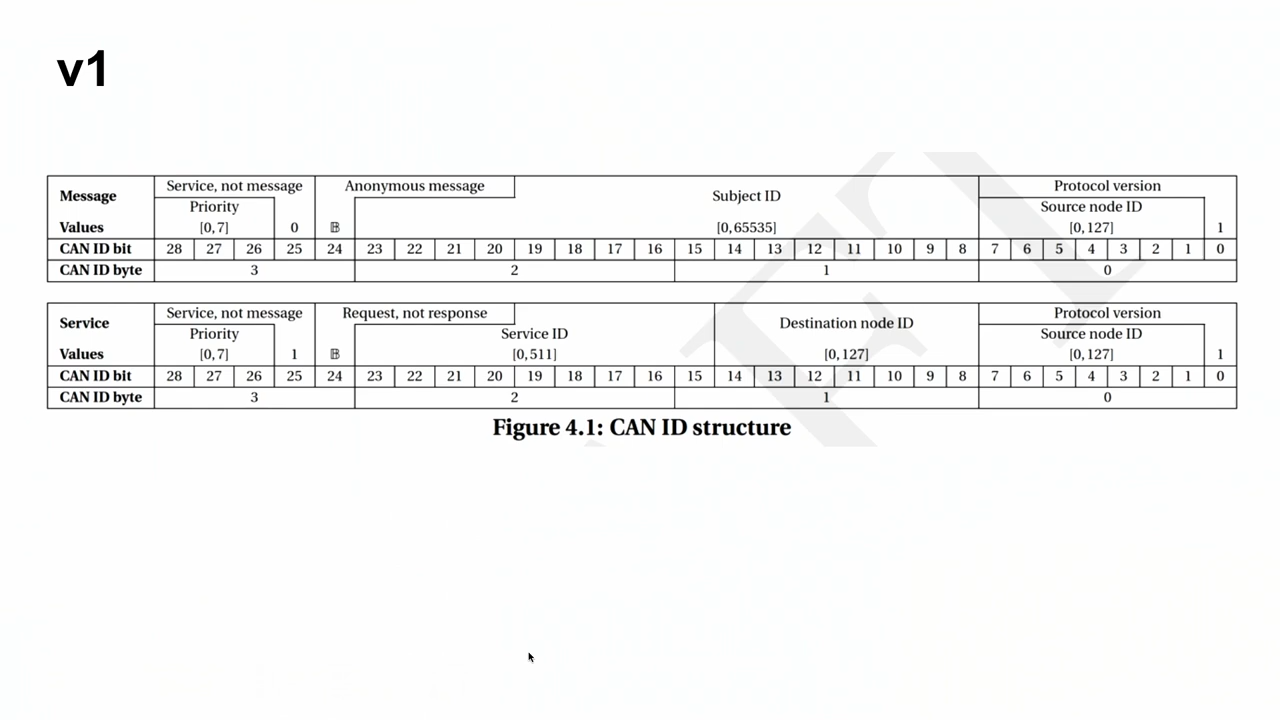 v1
Message Service, not message Anonymous message Subject ID Protocol version
Priority Source node ID
Values [0,7] 0 𝔹 [0,65535] [0,127] 1
CAN ID bit 28 27 26 25 24 23 22 21 20 19 18 17 16 15 14 13 12 11 10 9 8 7 6 5 4 3 2 1 0
CAN ID byte 3 2 1 0
Service Service, not message Request, not response Destination node ID Protocol version
Priority Service ID Source node ID
Values [0,7] 1 𝔹 [0,511] [0,127] [0,127] 1
CAN ID bit 28 27 26 25 24 23 22 21 20 19 18 17 16 15 14 13 12 11 10 9 8 7 6 5 4 3 2 1 0
CAN ID byte 3 2 1 0
Figure 4.1: CAN ID structure